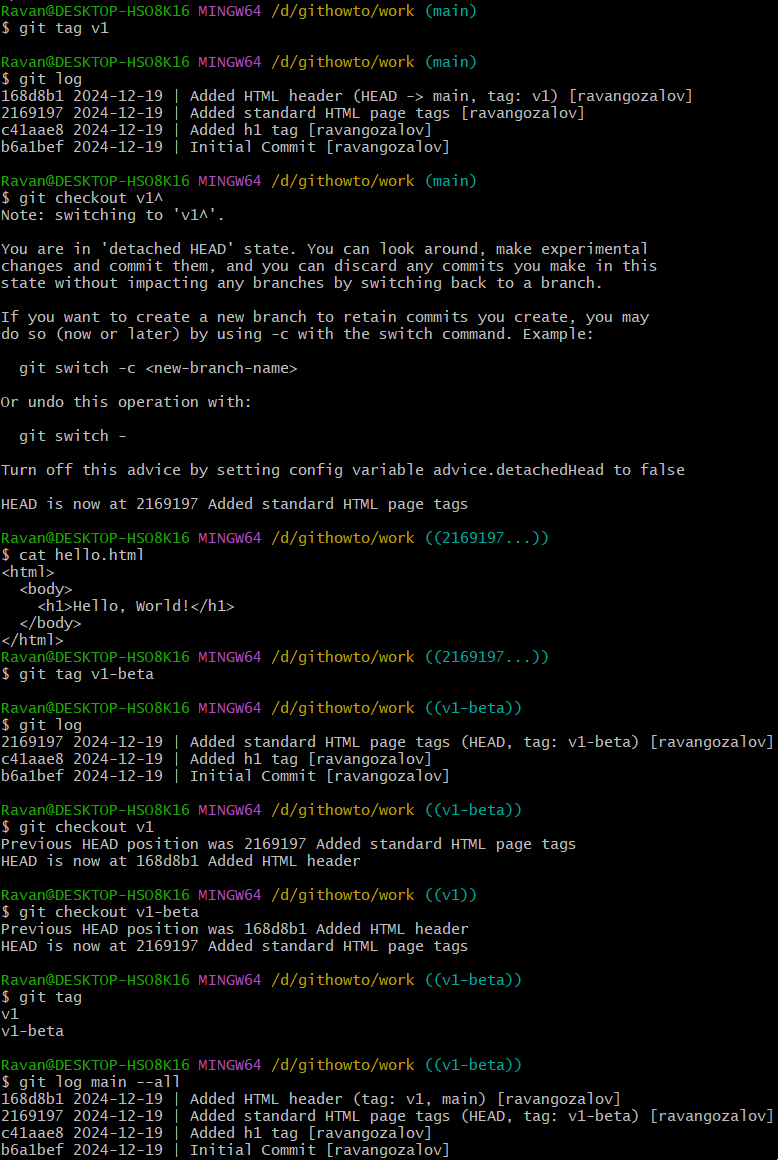 Ravan@DESKTOP-HSO8K16 MINGW64 /d/githowto/work (main)
$ git tag v1

Ravan@DESKTOP-HSO8K16 MINGW64 /d/githowto/work (main)
$ git log
168d8b1 2024-12-19 | Added HTML header (HEAD -> main, tag: v1) [ravangozalov]
2169197 2024-12-19 | Added standard HTML page tags [ravangozalov]
c41aae8 2024-12-19 | Added h1 tag [ravangozalov]
b6a1bef 2024-12-19 | Initial Commit [ravangozalov]

Ravan@DESKTOP-HSO8K16 MINGW64 /d/githowto/work (main)
$ git checkout v1^
Note: switching to 'v1^'.

You are in 'detached HEAD' state. You can look around, make experimental
changes and commit them, and you can discard any commits you make in this
state without impacting any branches by switching back to a branch.

If you want to create a new branch to retain commits you create, you may
do so (now or later) by using -c with the switch command. Example:

  git switch -c <new-branch-name>

Or undo this operation with:

  git switch -

Turn off this advice by setting config variable advice.detachedHead to false

HEAD is now at 2169197 Added standard HTML page tags

Ravan@DESKTOP-HSO8K16 MINGW64 /d/githowto/work ((2169197...))
$ cat hello.html
<html>
  <body>
    <h1>Hello, World!</h1>
  </body>
</html>
Ravan@DESKTOP-HSO8K16 MINGW64 /d/githowto/work ((2169197...))
$ git tag v1-beta

Ravan@DESKTOP-HSO8K16 MINGW64 /d/githowto/work ((v1-beta))
$ git log
2169197 2024-12-19 | Added standard HTML page tags (HEAD, tag: v1-beta) [ravangozalov]
c41aae8 2024-12-19 | Added h1 tag [ravangozalov]
b6a1bef 2024-12-19 | Initial Commit [ravangozalov]

Ravan@DESKTOP-HSO8K16 MINGW64 /d/githowto/work ((v1-beta))
$ git checkout v1
Previous HEAD position was 2169197 Added standard HTML page tags
HEAD is now at 168d8b1 Added HTML header

Ravan@DESKTOP-HSO8K16 MINGW64 /d/githowto/work ((v1))
$ git checkout v1-beta
Previous HEAD position was 168d8b1 Added HTML header
HEAD is now at 2169197 Added standard HTML page tags

Ravan@DESKTOP-HSO8K16 MINGW64 /d/githowto/work ((v1-beta))
$ git tag
v1
v1-beta

Ravan@DESKTOP-HSO8K16 MINGW64 /d/githowto/work ((v1-beta))
$ git log main --all
168d8b1 2024-12-19 | Added HTML header (tag: v1, main) [ravangozalov]
2169197 2024-12-19 | Added standard HTML page tags (HEAD, tag: v1-beta) [ravangozalov]
c41aae8 2024-12-19 | Added h1 tag [ravangozalov]
b6a1bef 2024-12-19 | Initial Commit [ravangozalov]